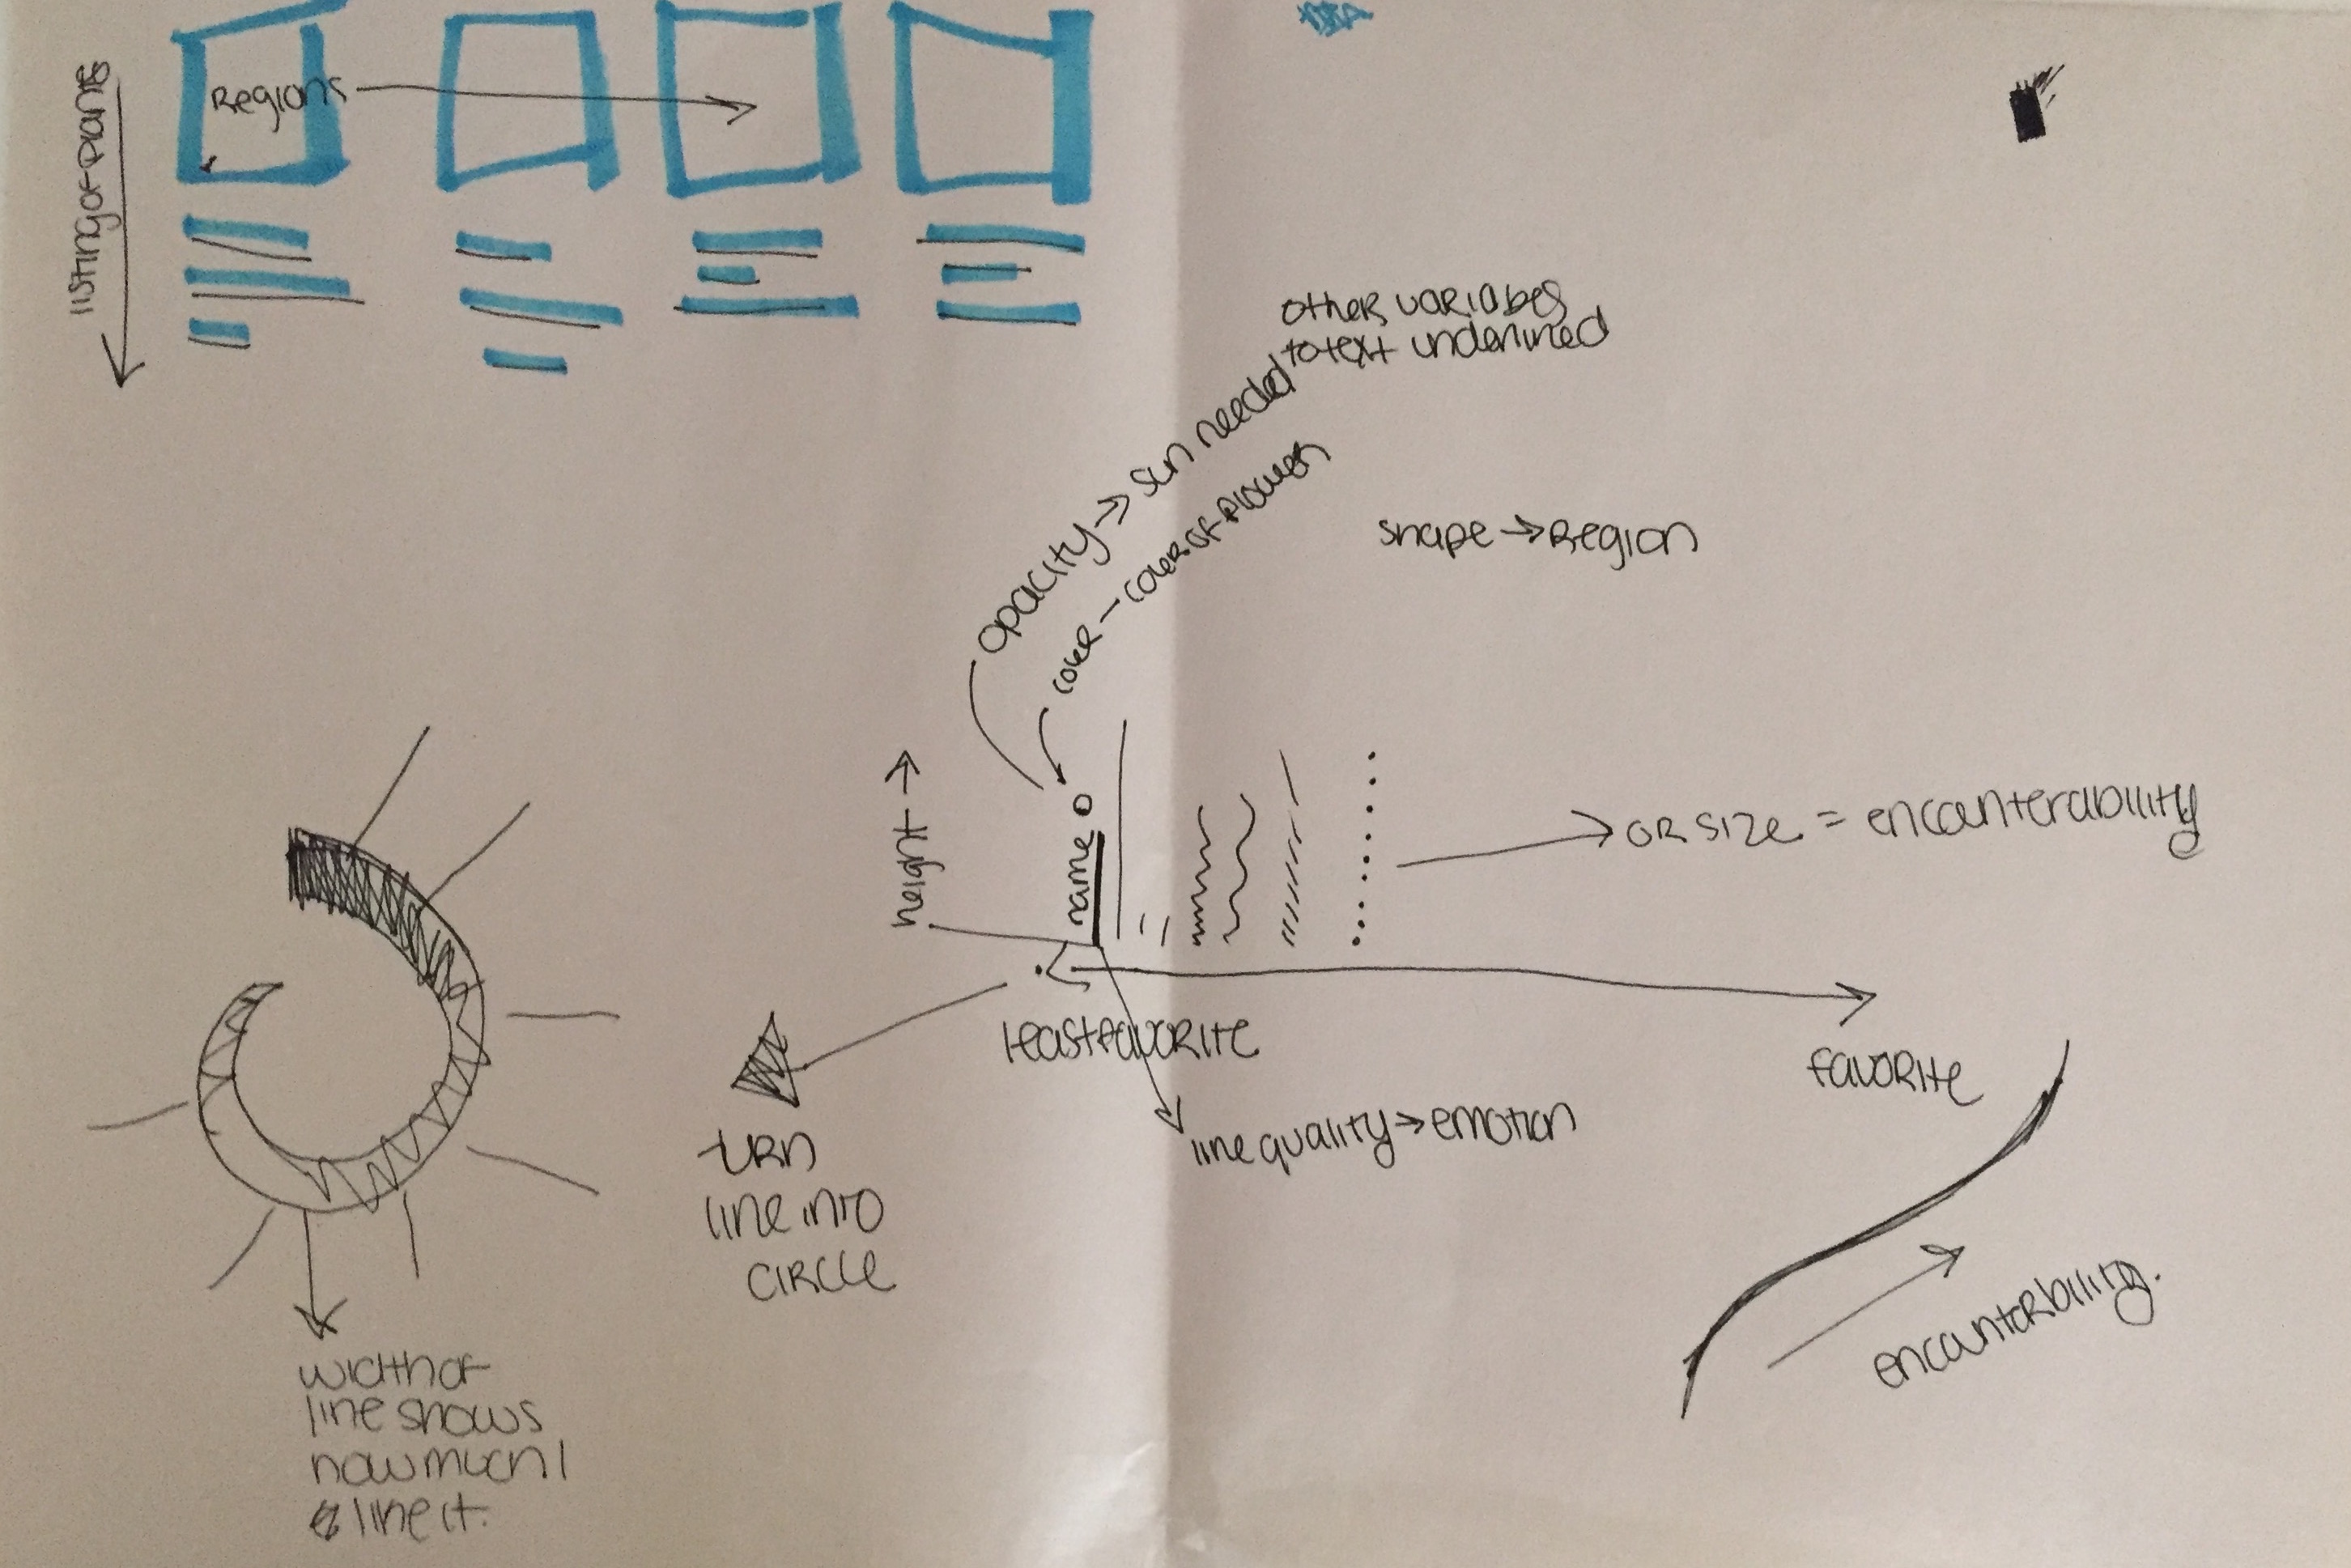 Regions
listing of plants
other variables
to text underlined
opacity → sun needed
color — color of flower
shape → Region
height →
name
→ OR size = encounterability
least favorite
favorite
line quality → emotion
turn
line into
circle
encounterbility.
width of
line shows
how much I
line it.